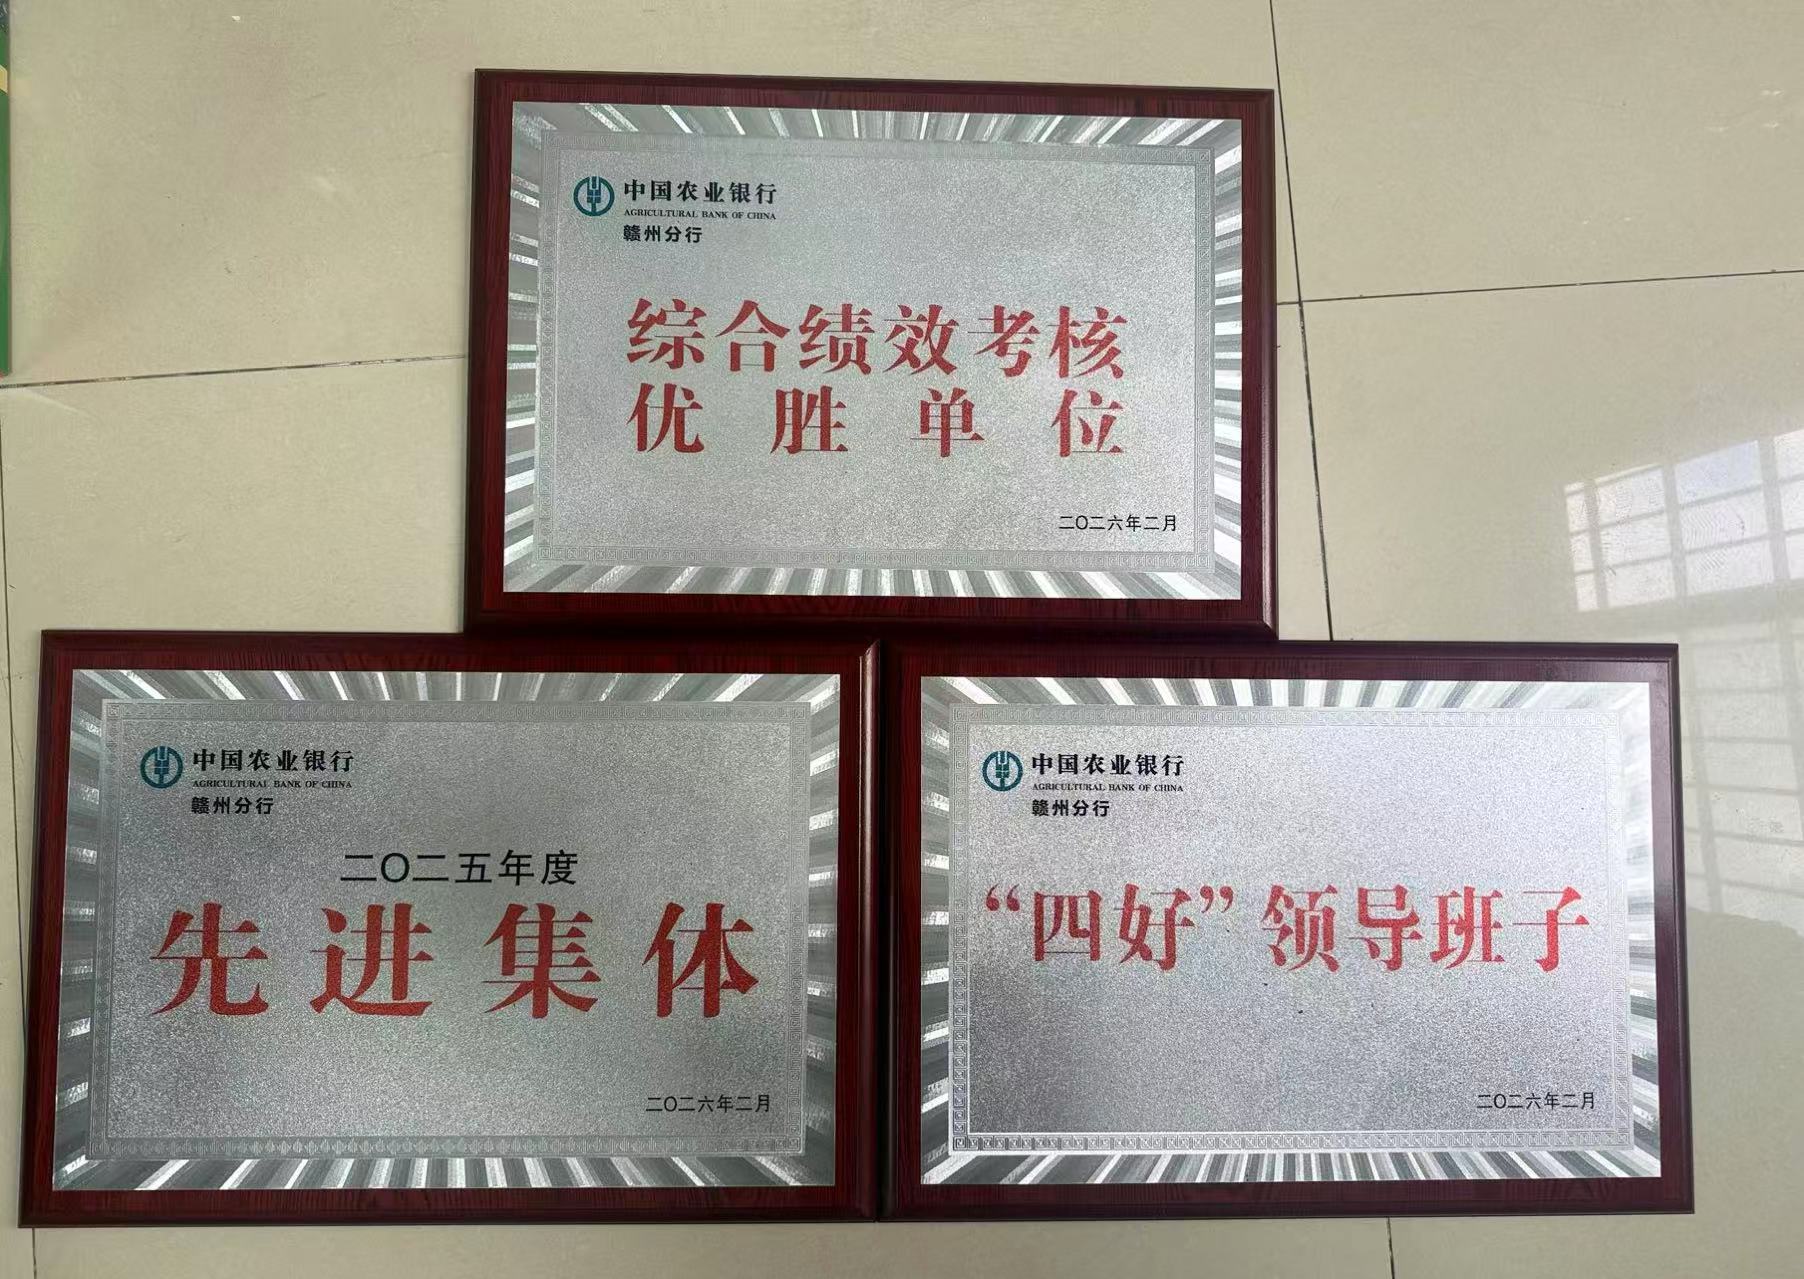 中国农业银行
AGRICULTURAL BANK OF CHINA
赣州分行
综合绩效考核
优胜单位
二〇二六年二月
中国农业银行
AGRICULTURAL BANK OF CHINA
赣州分行
二〇二五年度
先进集体
二〇二六年二月
中国农业银行
AGRICULTURAL BANK OF CHINA
赣州分行
“四好”领导班子
二〇二六年二月